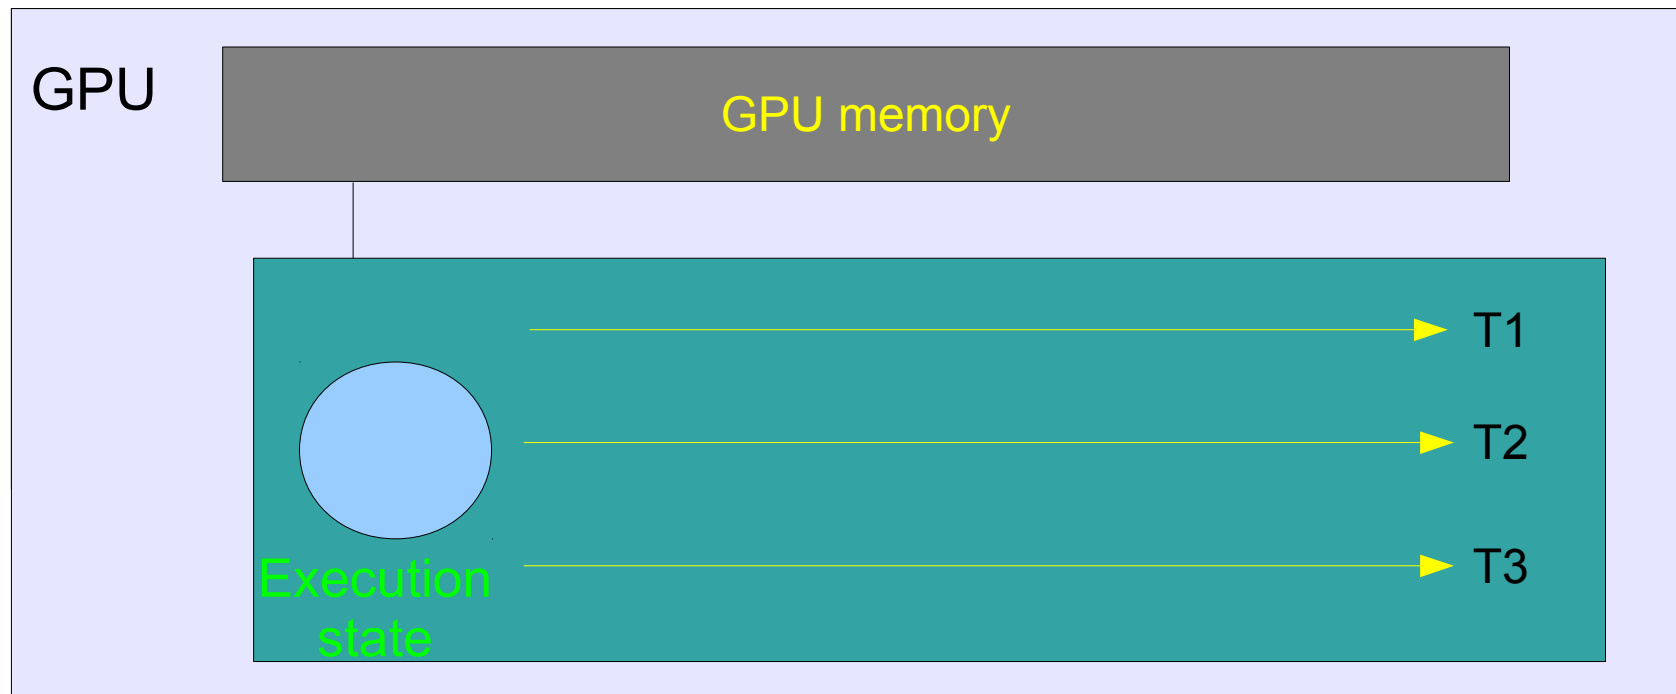 GPU
GPU memory
T1
T2
T3
Execution
state